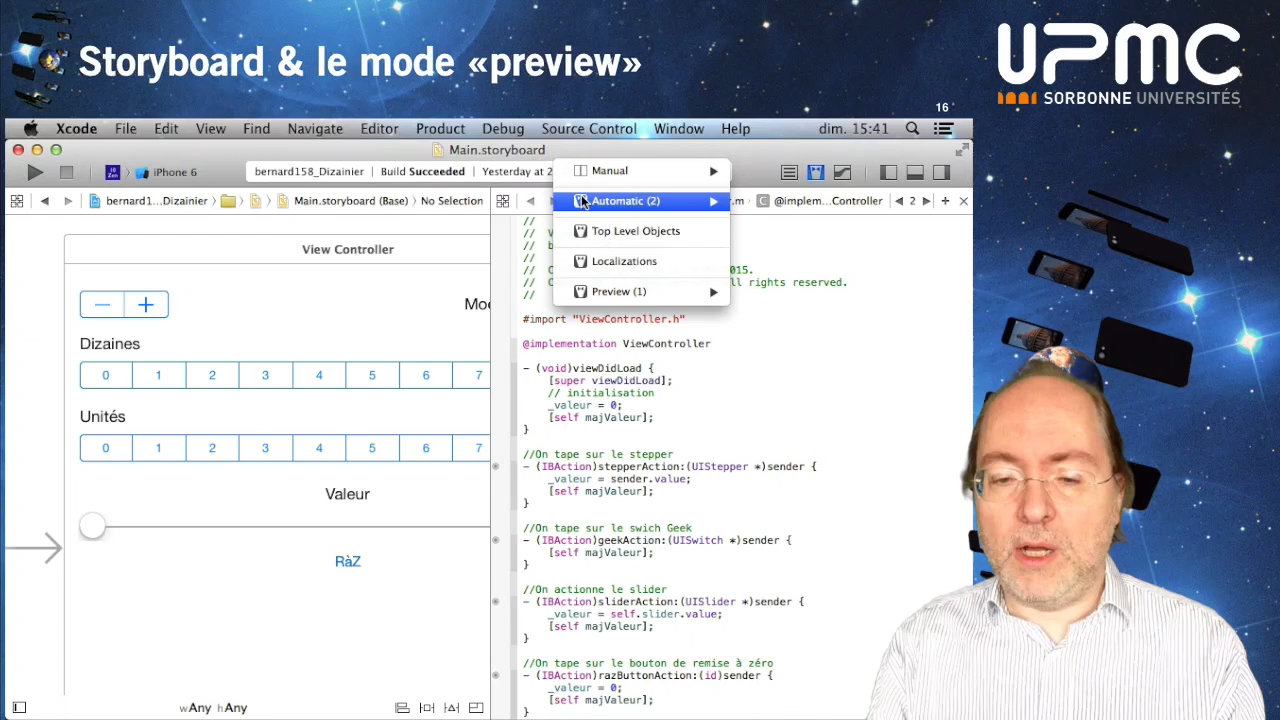 Storyboard & le mode «preview»
UPMC
SORBONNE UNIVERSITÉS
16
Xcode File Edit View Find Navigate Editor Product Debug Source Control Window Help dim. 15:41
Main.storyboard
iPhone 6
bernard158_Dizainier Build Succeeded Yesterday at 2
bernard1...Dizainier Main.storyboard (Base) No Selection
@implem...Controller
2
Manual
Automatic (2)
Top Level Objects
Localizations
Preview (1)
View Controller
Dizaines
0 1 2 3 4 5 6 7
Unités
0 1 2 3 4 5 6 7
Valeur
RàZ
wAny hAny
//
//
//
//
// 015.
// ll rights reserved.
//
#import "ViewController.h"
@implementation ViewController
- (void)viewDidLoad {
[super viewDidLoad];
// initialisation
_valeur = 0;
[self majValeur];
}
//On tape sur le stepper
- (IBAction)stepperAction:(UIStepper *)sender {
_valeur = sender.value;
[self majValeur];
}
//On tape sur le swich Geek
- (IBAction)geekAction:(UISwitch *)sender {
[self majValeur];
}
//On actionne le slider
- (IBAction)sliderAction:(UISlider *)sender {
_valeur = self.slider.value;
[self majValeur];
}
//On tape sur le bouton de remise à zéro
- (IBAction)razButtonAction:(id)sender {
_valeur = 0;
[self majValeur];
}